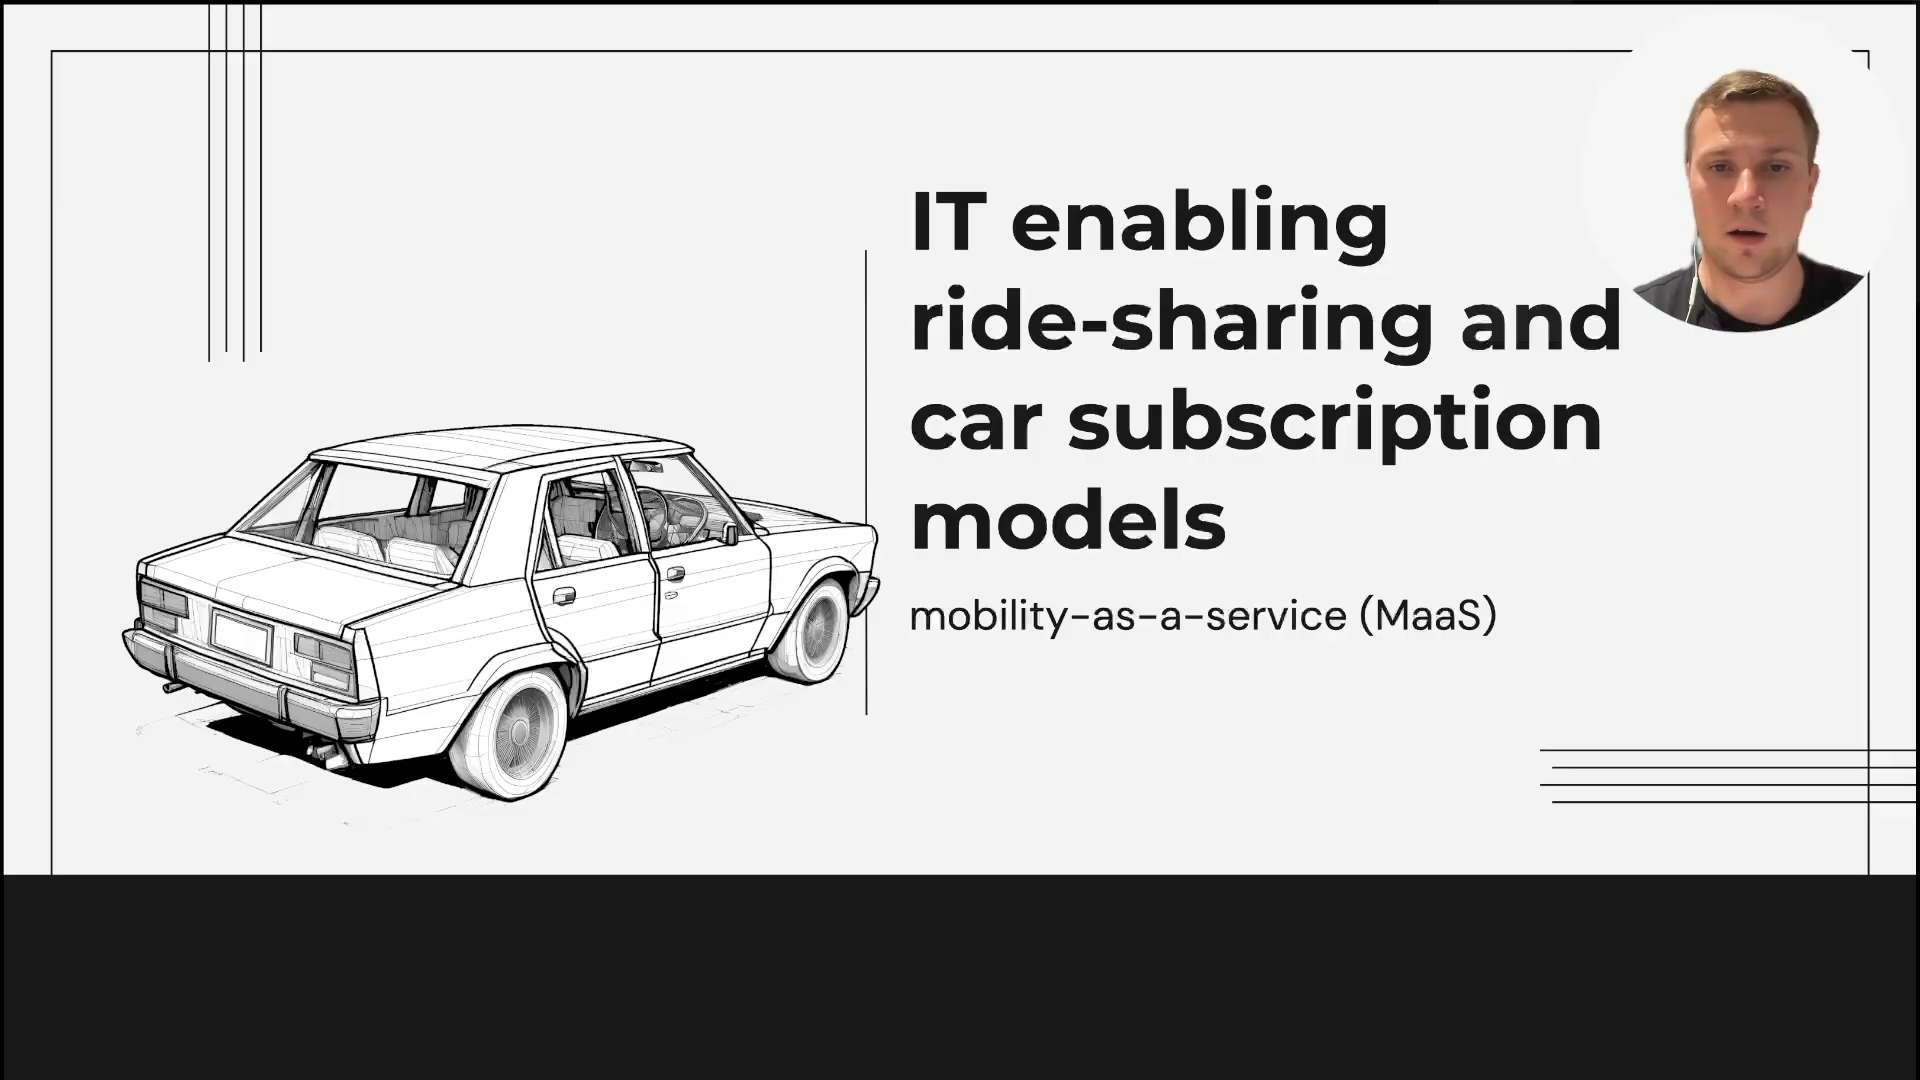 IT enabling
ride-sharing and
car subscription
models
mobility-as-a-service (MaaS)